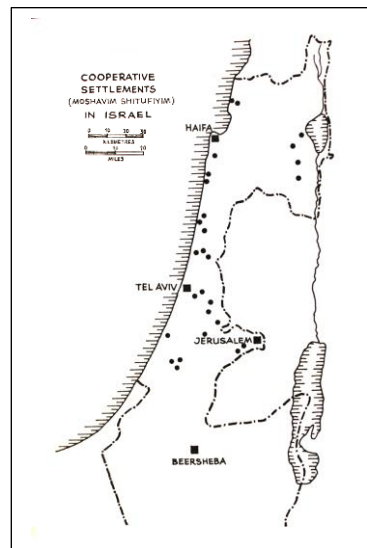 COOPERATIVE
SETTLEMENTS
(MOSHAVIM SHITUFIYIM)
IN ISRAEL
KILOMETRES
MILES
HAIFA
TEL AVIV
JERUSALEM
BEERSHEBA